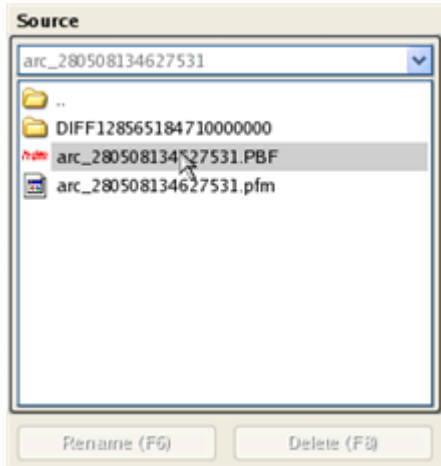 Source
arc_280508134627531
..
DIFF128565184710000000
arc_280508134627531.PBF
arc_280508134627531.pfm
Rename (F6) Delete (F8)